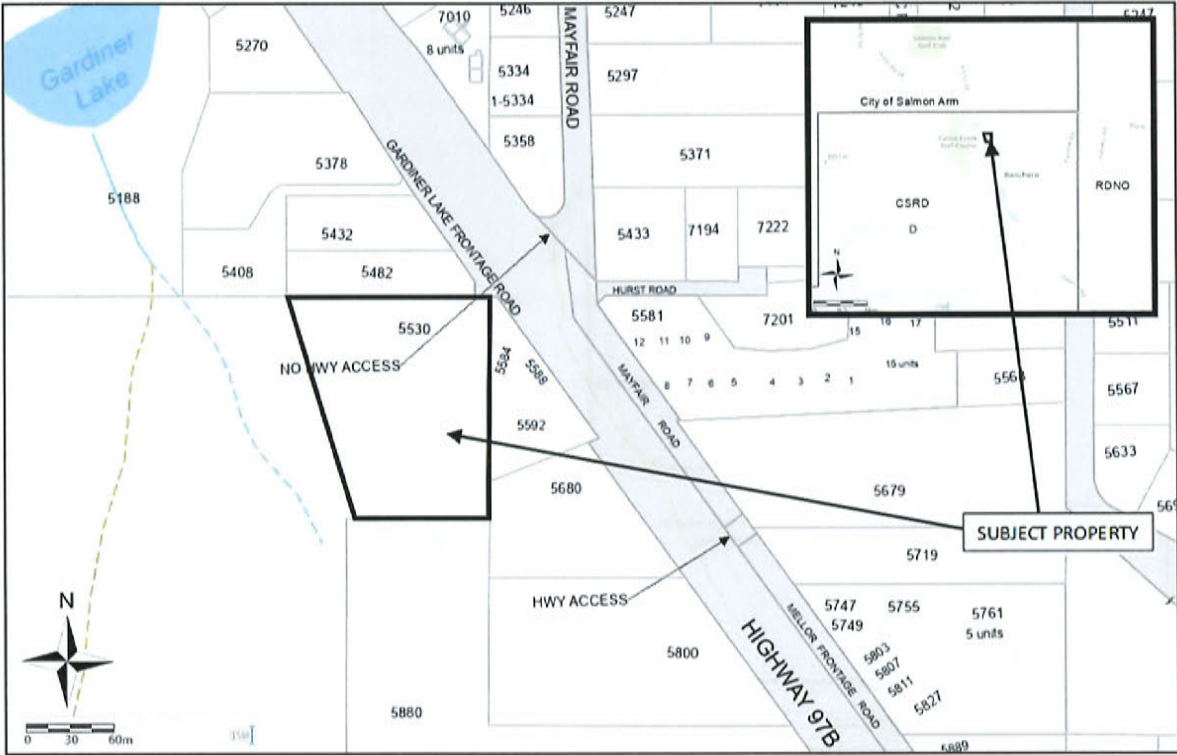 7010
8 units
5246
MAYFAIR ROAD
5247
5270
Gardiner
Lake
5334
1-5334
5297
5358
5378
GARDINER LAKE FRONTAGE ROAD
5371
5188
5432
5433
7194
7222
5408
5482
HURST ROAD
5530
NO HWY ACCESS
5584
5588
5592
5581
12 11 10 9
7201
15 16 17
15 units
8 7 6 5 4 3 2 1
MAYFAIR ROAD
5567
5511
5633
5680
5679
SUBJECT PROPERTY
5719
HWY ACCESS
5747
5749
5755
5761
5 units
MELLOR FRONTAGE ROAD
5803
5807
5811
5827
HIGHWAY 97B
5800
5880
5889
N
0 30 60m
5247
City of Salmon Arm
Ranchero
CSRD
D
RDNO
N